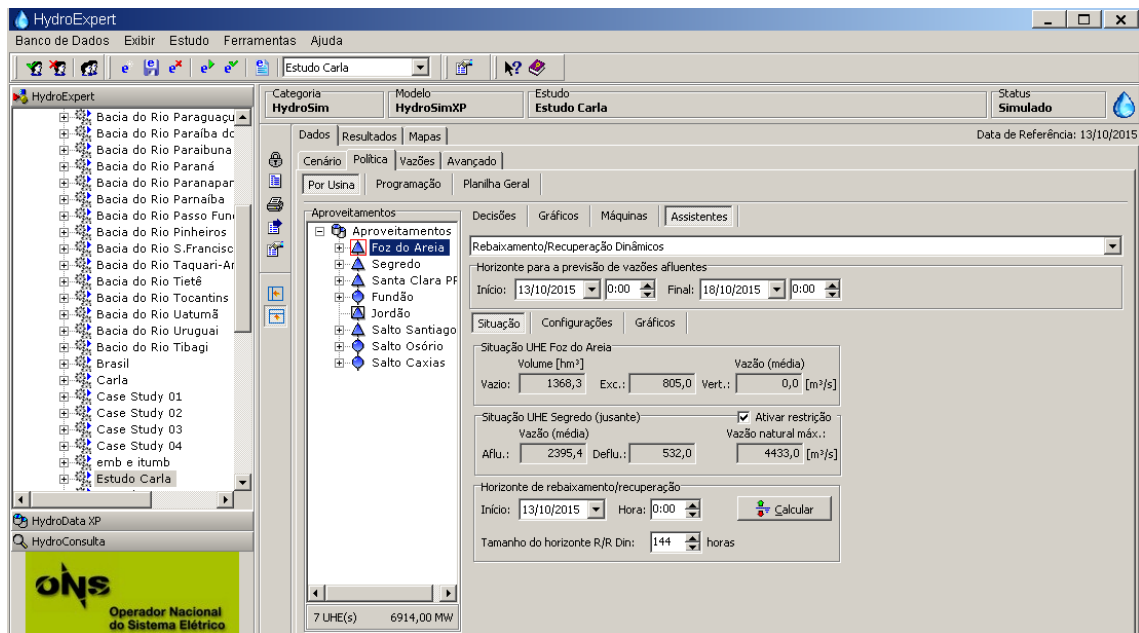 HydroExpert
Banco de Dados Exibir Estudo Ferramentas Ajuda
Estudo Carla
HydroExpert
Bacia do Rio Paraguaçu
Bacia do Rio Paraíba do
Bacia do Rio Paraibuna
Bacia do Rio Paraná
Bacia do Rio Paranapar
Bacia do Rio Parnaíba
Bacia do Rio Passo Fun
Bacia do Rio Pinheiros
Bacia do Rio S.Francisc
Bacia do Rio Taquari-Ar
Bacia do Rio Tietê
Bacia do Rio Tocantins
Bacia do Rio Uatumã
Bacia do Rio Uruguai
Bacio do Rio Tibagi
Brasil
Carla
Case Study 01
Case Study 02
Case Study 03
Case Study 04
emb e itumb
Estudo Carla
HydroData XP
HydroConsulta
ONS
Operador Nacional
do Sistema Elétrico
Categoria Modelo Estudo Status
HydroSim HydroSimXP Estudo Carla Simulado
Dados Resultados Mapas Data de Referência: 13/10/2015
Cenário Política Vazões Avançado
Por Usina Programação Planilha Geral
Aproveitamentos
Aproveitamentos
Foz do Areia
Segredo
Santa Clara PR
Fundão
Jordão
Salto Santiago
Salto Osório
Salto Caxias
7 UHE(s) 6914,00 MW
Decisões Gráficos Máquinas Assistentes
Rebaixamento/Recuperação Dinâmicos
Horizonte para a previsão de vazões afluentes
Início: 13/10/2015 0:00 Final: 18/10/2015 0:00
Situação Configurações Gráficos
Situação UHE Foz do Areia
Volume [hm³] Vazão (média)
Vazio: 1368,3 Exc.: 805,0 Vert.: 0,0 [m³/s]
Situação UHE Segredo (jusante) Ativar restrição
Vazão (média) Vazão natural máx.:
Aflu.: 2395,4 Deflu.: 532,0 4433,0 [m³/s]
Horizonte de rebaixamento/recuperação
Início: 13/10/2015 Hora: 0:00 Calcular
Tamanho do horizonte R/R Din: 144 horas